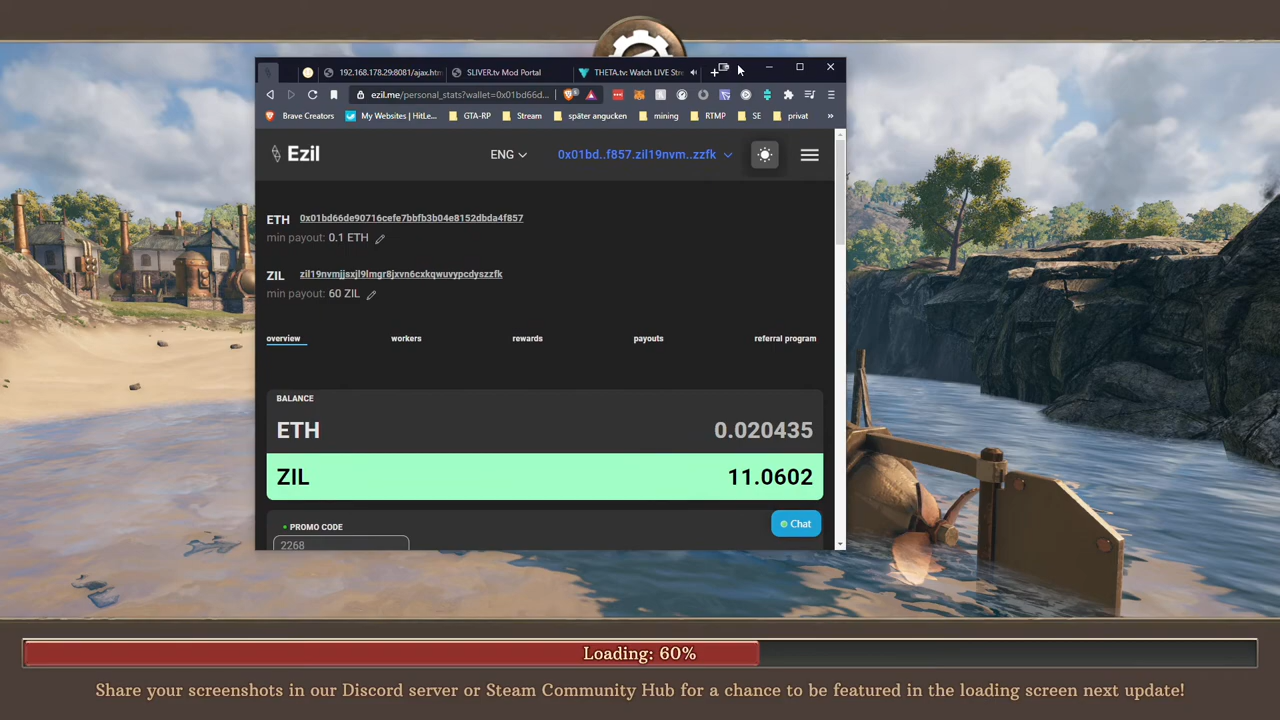 192.168.178.29:8081/ajax.htm
SLIVER.tv Mod Portal
THETA.tv: Watch LIVE Stre
ezil.me/personal_stats?wallet=0x01bd66d...
Brave Creators
My Websites | HitLe...
GTA-RP
Stream
später angucken
mining
RTMP
SE
privat
»
Ezil
ENG
0x01bd..f857.zil19nvm..zzfk
ETH 0x01bd66de90716cefe7bbfb3b04e8152dbda4f857
min payout: 0.1 ETH
ZIL zil19nvmjjsxjl9lmgr8jxvn6cxkqwuvypcdyszzfk
min payout: 60 ZIL
overview
workers
rewards
payouts
referral program
BALANCE
ETH 0.020435
ZIL 11.0602
PROMO CODE
2268
Chat
Loading: 60%
Share your screenshots in our Discord server or Steam Community Hub for a chance to be featured in the loading screen next update!